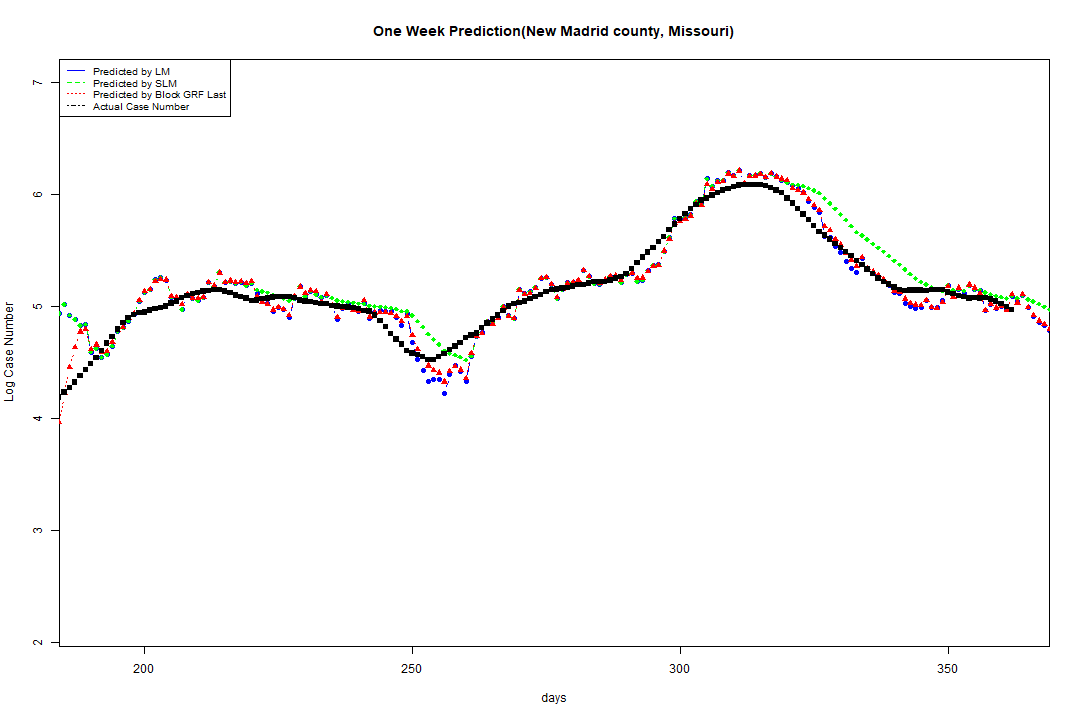 One Week Prediction(New Madrid county, Missouri)
Predicted by LM
Predicted by SLM
Predicted by Block GRF Last
Actual Case Number
7
6
5
4
3
2
Log Case Number
200
250
300
350
days